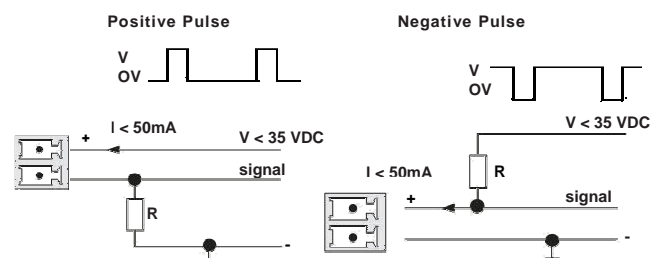 Positive Pulse
V
OV
+
I < 50mA
V < 35 VDC
signal
R
-
Negative Pulse
V
OV
V < 35 VDC
R
I < 50mA
+
signal
-